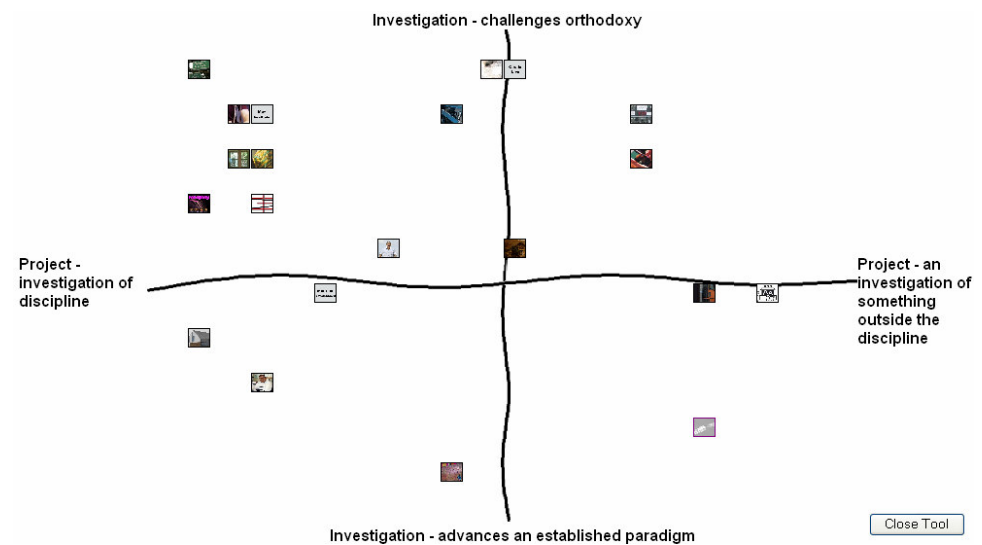 Investigation - challenges orthodoxy
Project -
investigation of
discipline
Project - an
investigation of
something
outside the
discipline
Investigation - advances an established paradigm
Close Tool